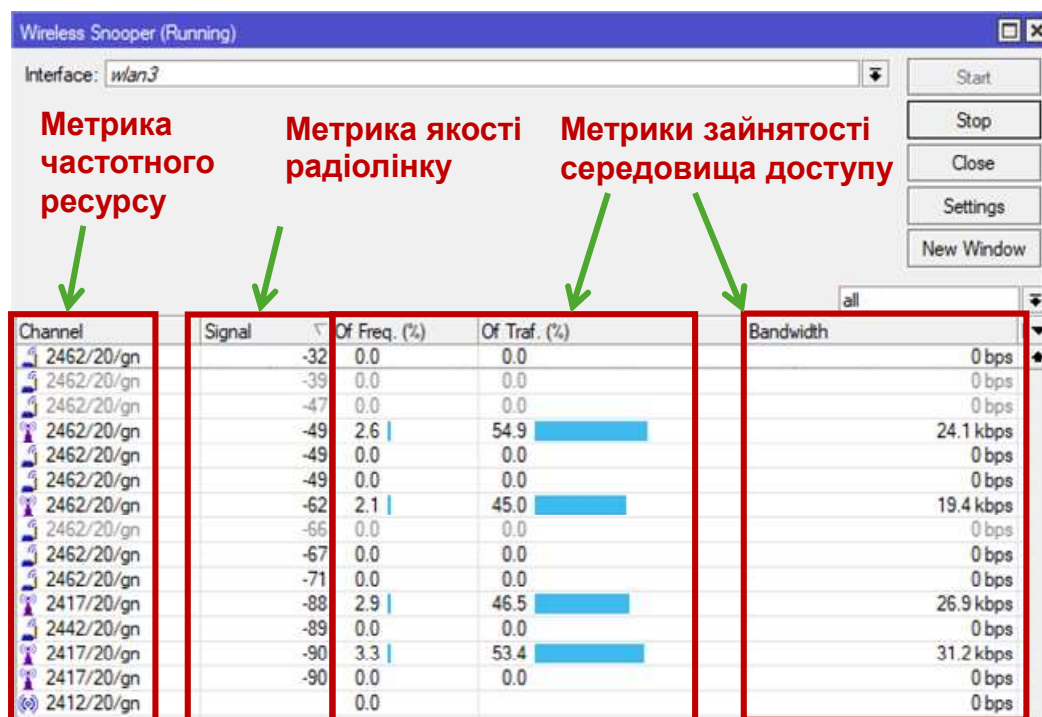 Wireless Snooper (Running)
Interface: wlan3
Start
Stop
Close
Settings
New Window
Метрика частотного ресурсу
Метрика якості радіолінку
Метрики зайнятості середовища доступу
all
Channel Signal Of Freq. (%) Of Traf. (%) Bandwidth
2462/20/gn -32 0.0 0.0 0 bps
2462/20/gn -39 0.0 0.0 0 bps
2462/20/gn -47 0.0 0.0 0 bps
2462/20/gn -49 2.6 54.9 24.1 kbps
2462/20/gn -49 0.0 0.0 0 bps
2462/20/gn -49 0.0 0.0 0 bps
2462/20/gn -62 2.1 45.0 19.4 kbps
2462/20/gn -66 0.0 0.0 0 bps
2462/20/gn -67 0.0 0.0 0 bps
2462/20/gn -71 0.0 0.0 0 bps
2417/20/gn -88 2.9 46.5 26.9 kbps
2442/20/gn -89 0.0 0.0 0 bps
2417/20/gn -90 3.3 53.4 31.2 kbps
2417/20/gn -90 0.0 0.0 0 bps
2412/20/gn 0.0 0 bps